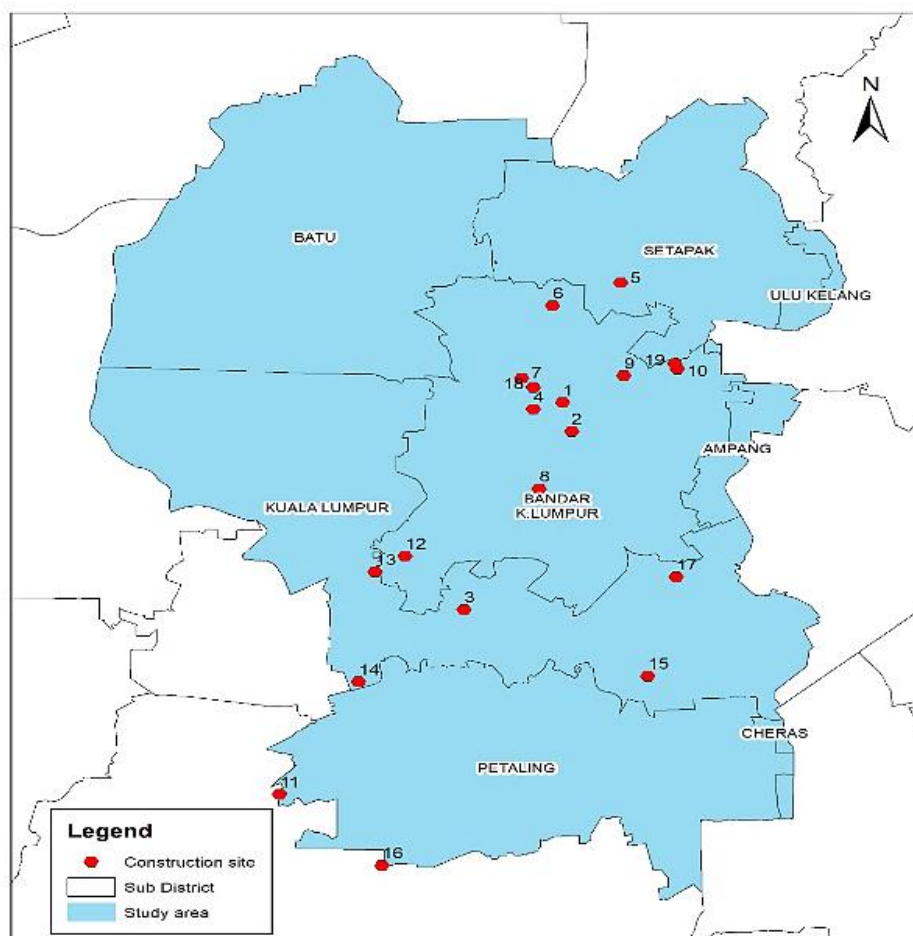 N
BATU
SETAPAK
5
ULU KELANG
6
19
10
9
7
18
1
4
2
AMPANG
8
BANDAR
K.LUMPUR
KUALA LUMPUR
12
13
17
3
15
14
CHERAS
PETALING
11
Legend
Construction site
Sub District
Study area
16